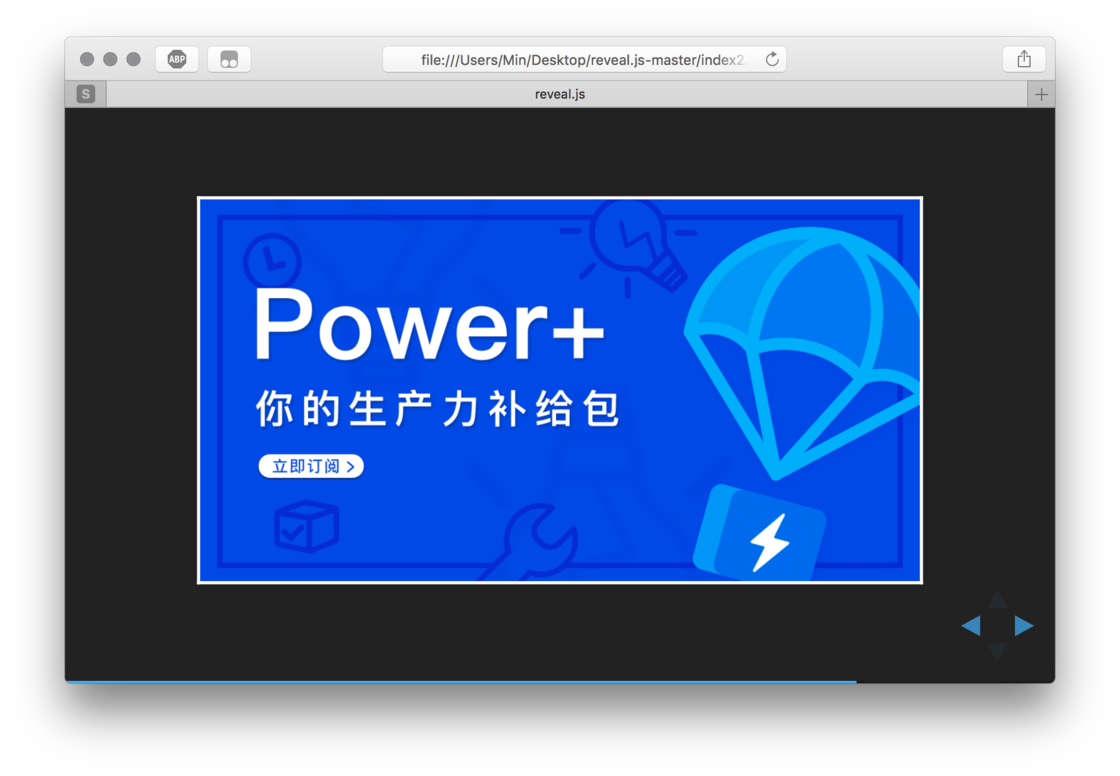 ABP
file:///Users/Min/Desktop/reveal.js-master/index2.
S
reveal.js
Power+
你的生产力补给包
立即订阅 >